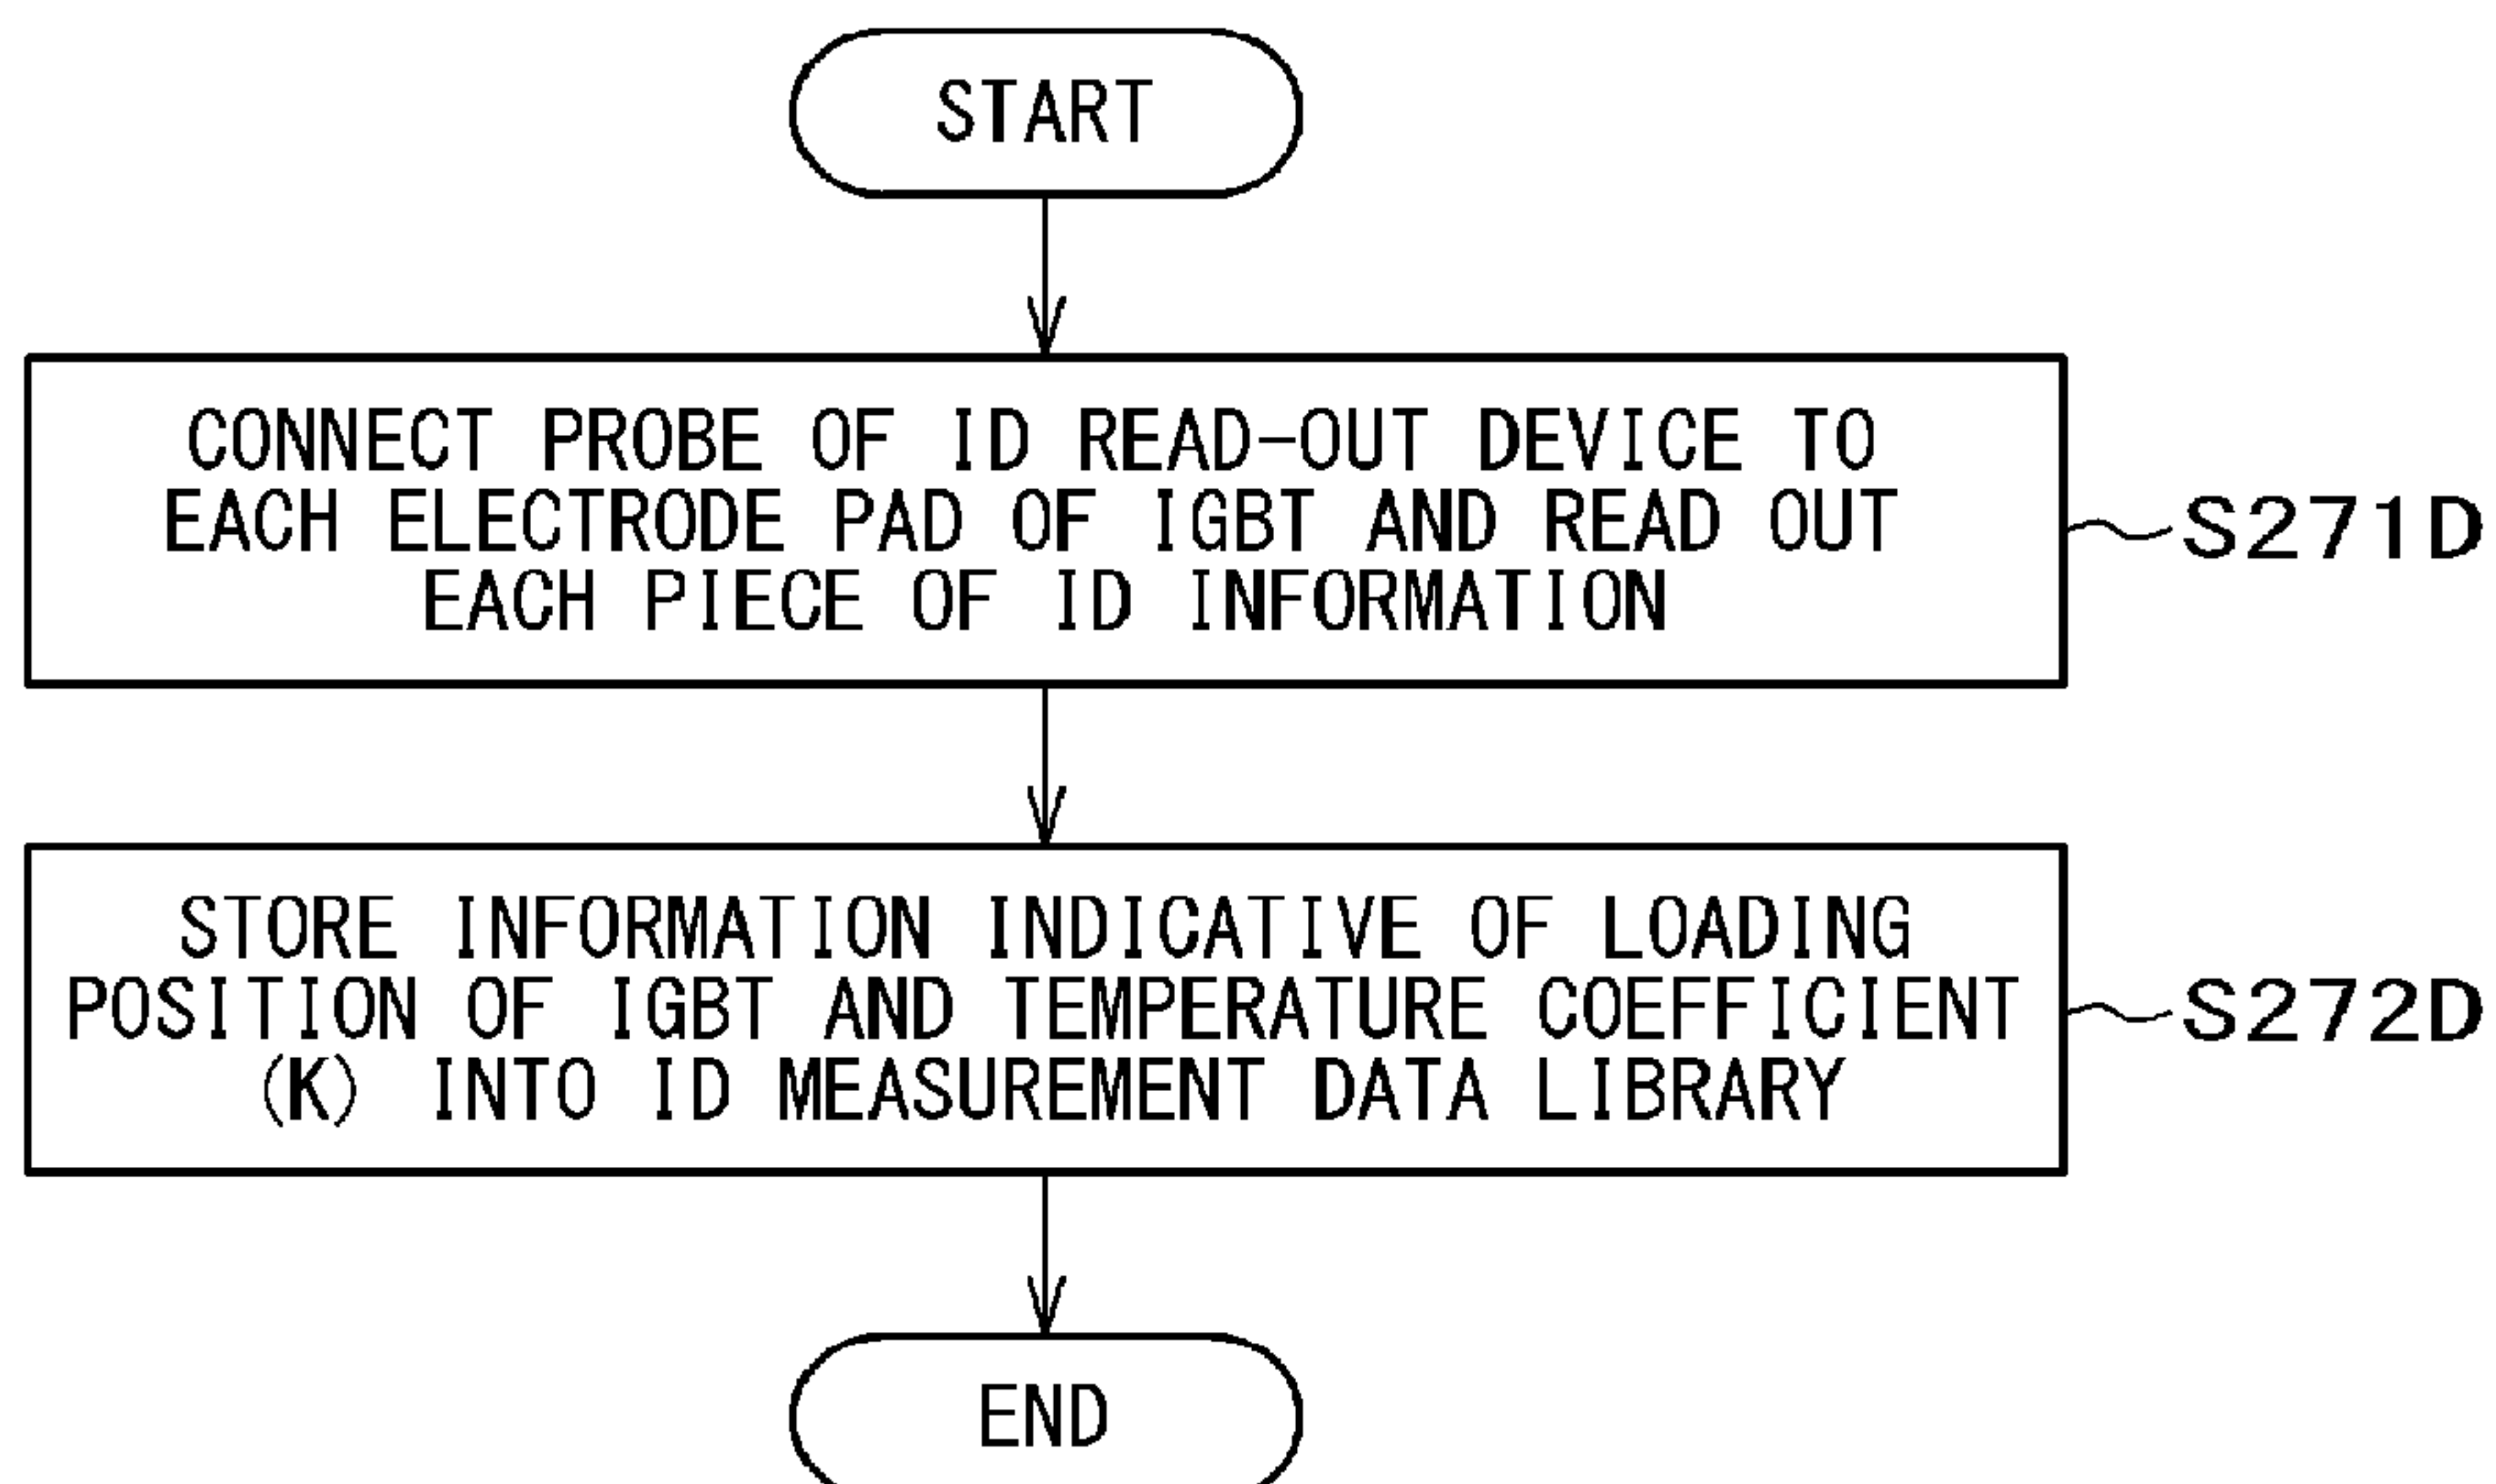 START
CONNECT PROBE OF ID READ-OUT DEVICE TO
EACH ELECTRODE PAD OF IGBT AND READ OUT
EACH PIECE OF ID INFORMATION
S271D
STORE INFORMATION INDICATIVE OF LOADING
POSITION OF IGBT AND TEMPERATURE COEFFICIENT
(K) INTO ID MEASUREMENT DATA LIBRARY
S272D
END